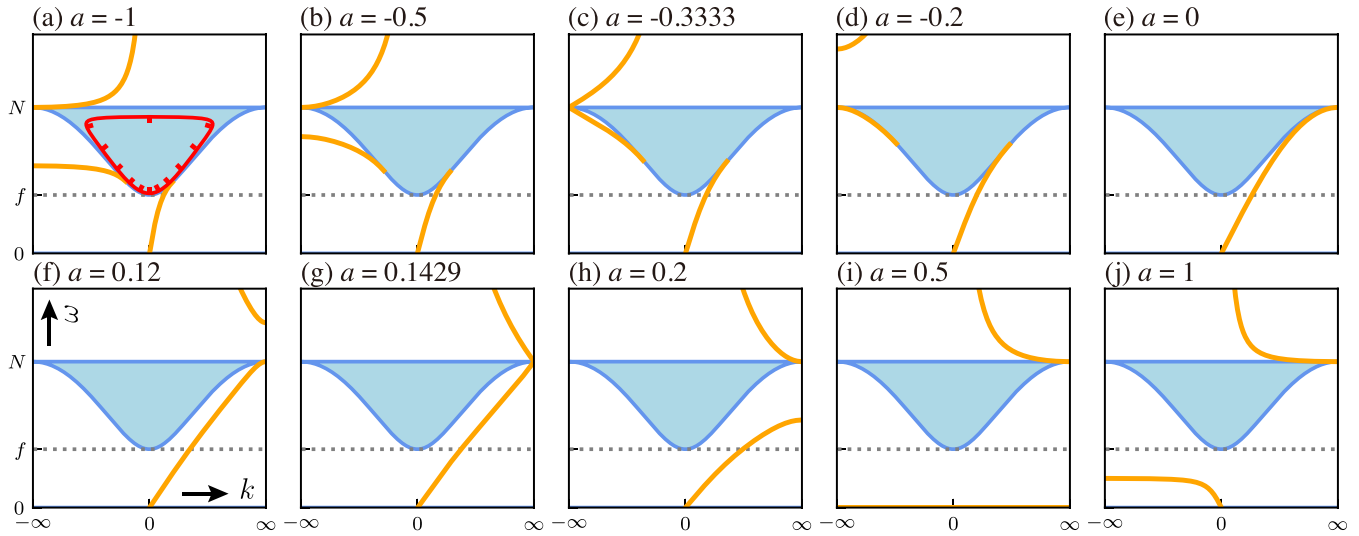 (a) a = -1 (b) a = -0.5 (c) a = -0.3333 (d) a = -0.2 (e) a = 0
N
f
0
(f) a = 0.12 (g) a = 0.1429 (h) a = 0.2 (i) a = 0.5 (j) a = 1
ω
N
f
k
0
−∞ 0 ∞ −∞ 0 ∞ −∞ 0 ∞ −∞ 0 ∞ −∞ 0 ∞